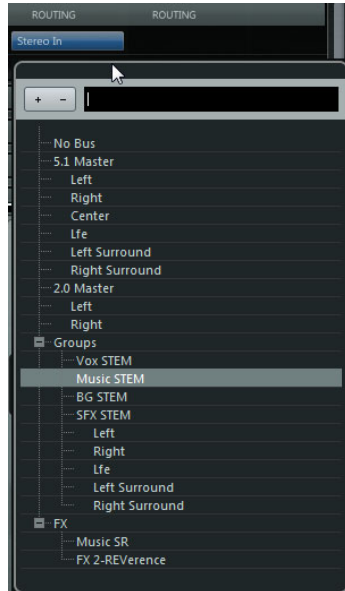 ROUTING ROUTING
Stereo In
+ -
No Bus
5.1 Master
Left
Right
Center
Lfe
Left Surround
Right Surround
2.0 Master
Left
Right
Groups
Vox STEM
Music STEM
BG STEM
SFX STEM
Left
Right
Lfe
Left Surround
Right Surround
FX
Music SR
FX 2-REVerence